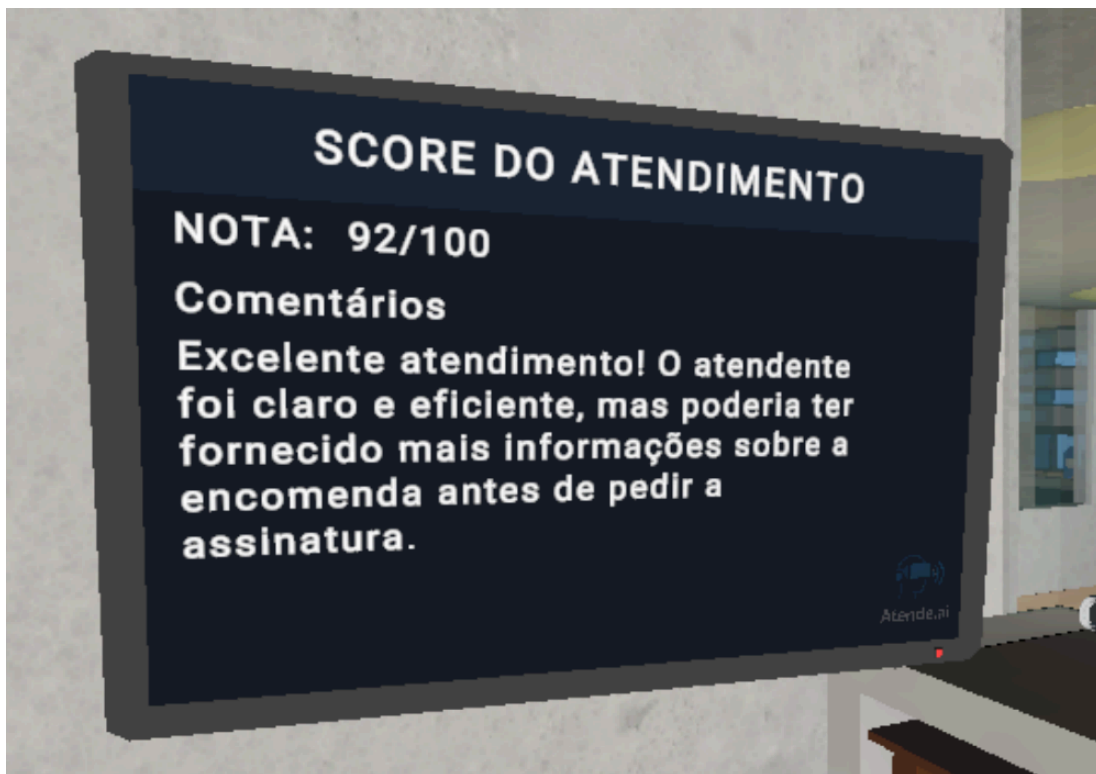 SCORE DO ATENDIMENTO
NOTA: 92/100
Comentários
Excelente atendimento! O atendente
foi claro e eficiente, mas poderia ter
fornecido mais informações sobre a
encomenda antes de pedir a
assinatura.
Atende.ai